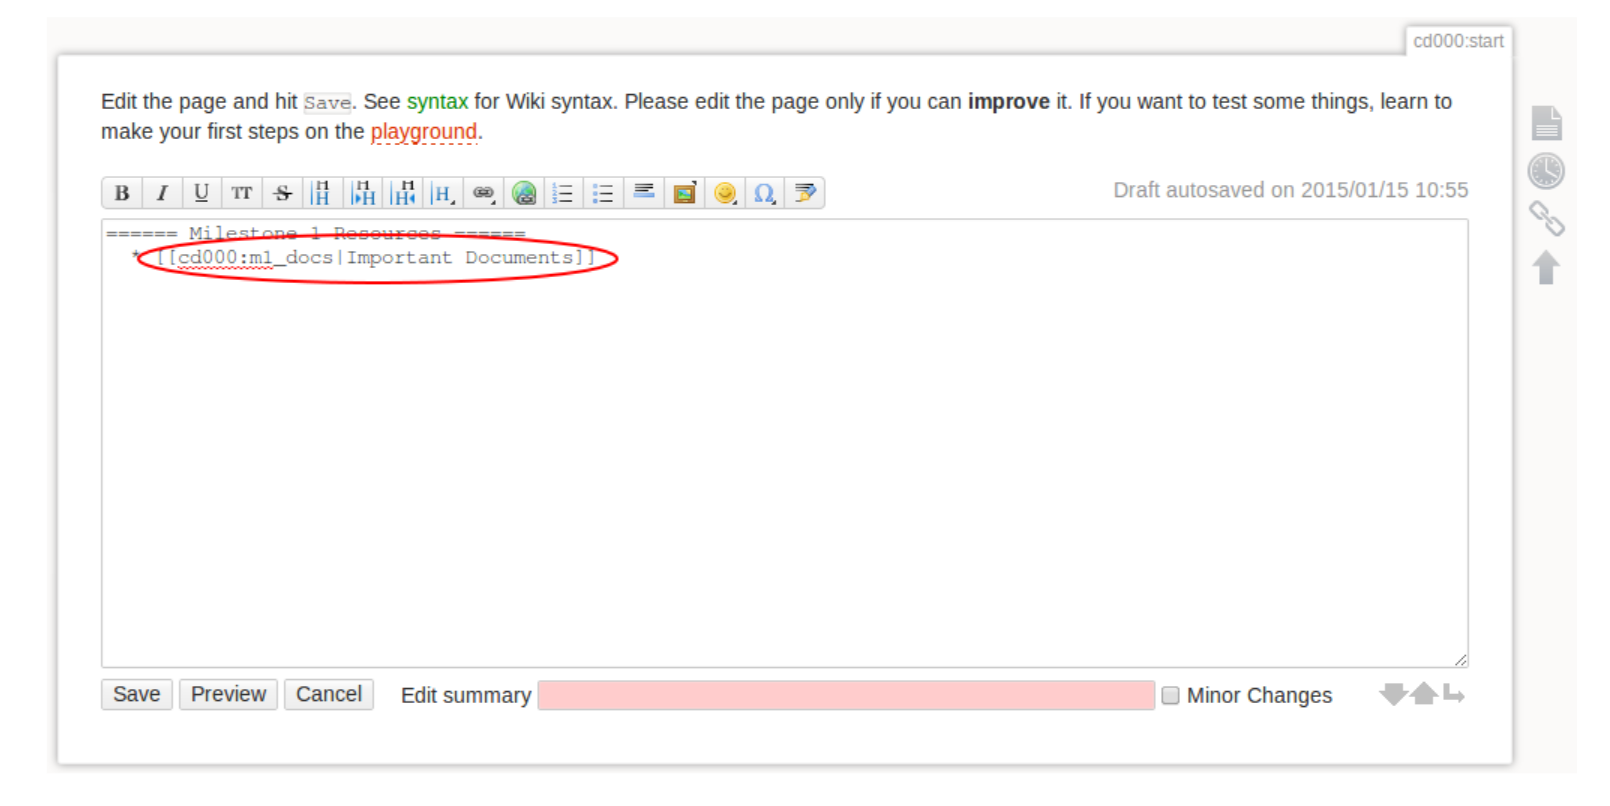 cd000:start
Edit the page and hit Save. See syntax for Wiki syntax. Please edit the page only if you can improve it. If you want to test some things, learn to
make your first steps on the playground.
B I U TT S H H H H H H H Ω
Draft autosaved on 2015/01/15 10:55
====== Milestone 1 Resources ======
* [[cd000:m1_docs|Important Documents]]
Save Preview Cancel Edit summary Minor Changes